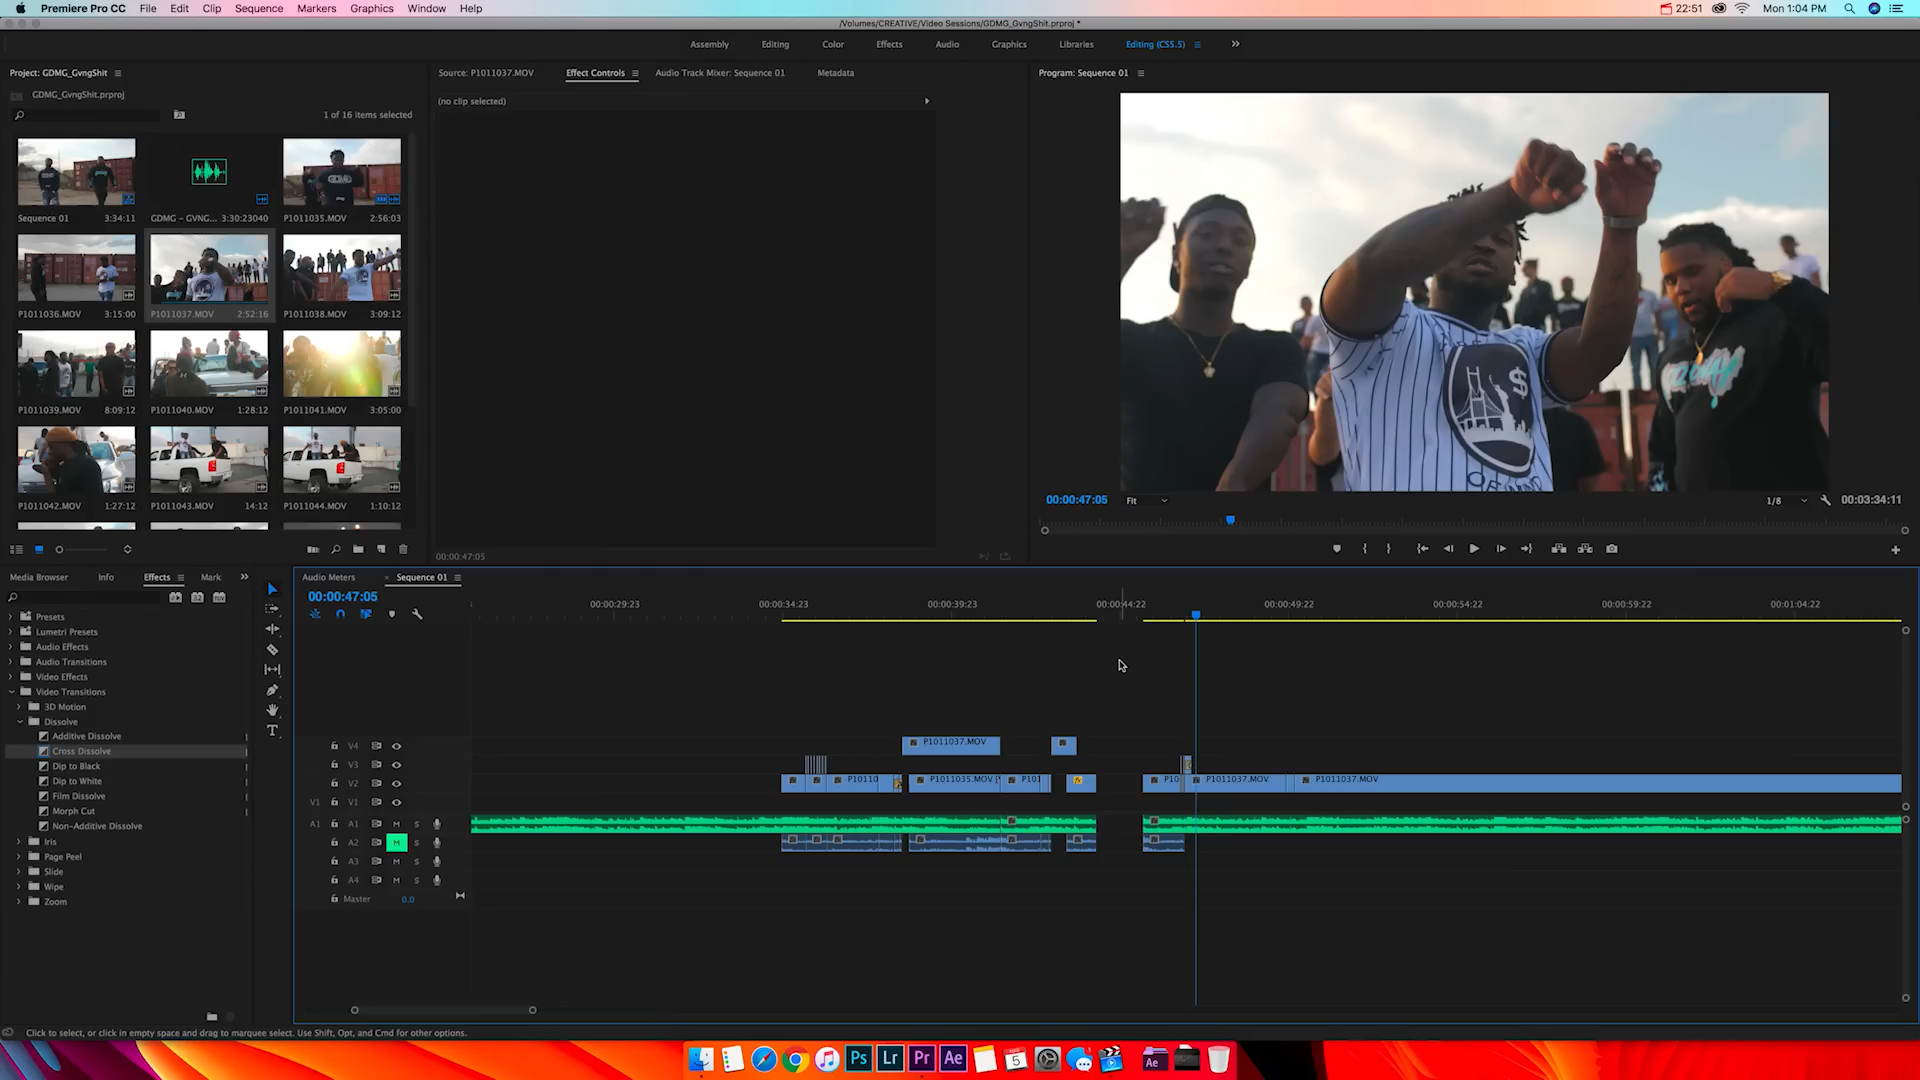 Premiere Pro CC File Edit Clip Sequence Markers Graphics Window Help 22:51 Mon 1:04 PM
/Volumes/CREATIVE/Video Sessions/GDMG_GvngShit.prproj *
Assembly Editing Color Effects Audio Graphics Libraries Editing (CS5.5)
Project: GDMG_GvngShit
GDMG_GvngShit.prproj
1 of 16 items selected
Sequence 01 3:34:11
GDMG - GVNG... 3:30:23040
P1011035.MOV 2:56:03
P1011036.MOV 3:15:00
P1011037.MOV 2:52:16
P1011038.MOV 3:09:12
P1011039.MOV 8:09:12
P1011040.MOV 1:28:12
P1011041.MOV 3:05:00
P1011042.MOV 1:27:12
P1011043.MOV 14:12
P1011044.MOV 1:10:12
Source: P1011037.MOV Effect Controls Audio Track Mixer: Sequence 01 Metadata
(no clip selected)
00:00:47:05
Program: Sequence 01
$
OF MIND
00:00:47:05 Fit 1/8 00:03:34:11
Media Browser Info Effects Mark
Presets
Lumetri Presets
Audio Effects
Audio Transitions
Video Effects
Video Transitions
3D Motion
Dissolve
Additive Dissolve
Cross Dissolve
Dip to Black
Dip to White
Film Dissolve
Morph Cut
Non-Additive Dissolve
Iris
Page Peel
Slide
Wipe
Zoom
Audio Meters × Sequence 01
00:00:47:05
00:00:29:23 00:00:34:23 00:00:39:23 00:00:44:22 00:00:49:22 00:00:54:22 00:00:59:22 00:01:04:22
V4 P1011037.MOV
V3
V2 P10110 P1011035.MOV [V P101 fx P10 P1011037.MOV P1011037.MOV
V1 V1
A1 A1 M S
A2 M S
A3 M S
A4 M S
Master 0.0
Click to select, or click in empty space and drag to marquee select. Use Shift, Opt, and Cmd for other options.
Ps Lr Pr Ae 5 Ae